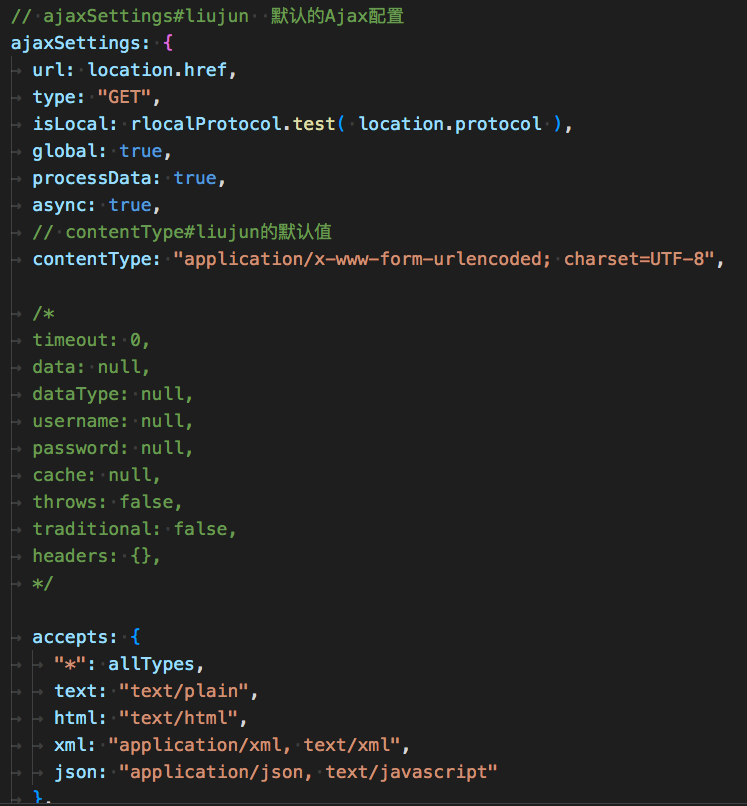 // ajaxSettings#liujun  默认的Ajax配置
ajaxSettings: {
url: location.href,
type: "GET",
isLocal: rlocalProtocol.test( location.protocol ),
global: true,
processData: true,
async: true,
// contentType#liujun的默认值
contentType: "application/x-www-form-urlencoded; charset=UTF-8",
/*
timeout: 0,
data: null,
dataType: null,
username: null,
password: null,
cache: null,
throws: false,
traditional: false,
headers: {},
*/
accepts: {
"*": allTypes,
text: "text/plain",
html: "text/html",
xml: "application/xml, text/xml",
json: "application/json, text/javascript"
},